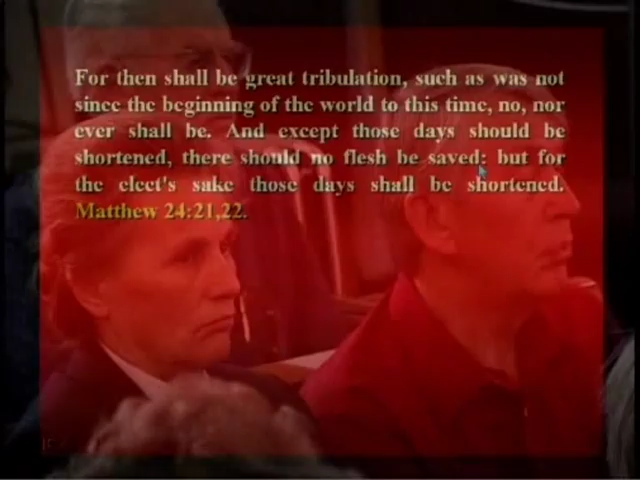 For then shall be great tribulation, such as was not
since the beginning of the world to this time, no, nor
ever shall be. And except those days should be
shortened, there should no flesh be saved: but for
the elect's sake those days shall be shortened.
Matthew 24:21,22.